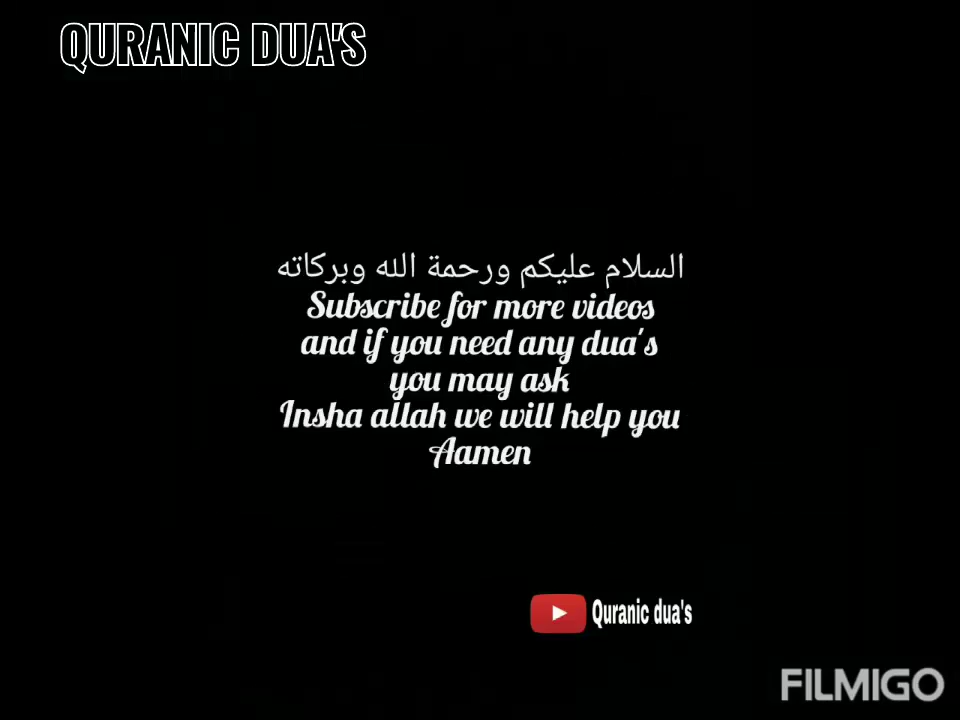 QURANIC DUA'S
السلام عليكم ورحمة الله وبركاته
Subscribe for more videos
and if you need any dua's
you may ask
Insha allah we will help you
Aamen
Quranic dua's
FILMIGO